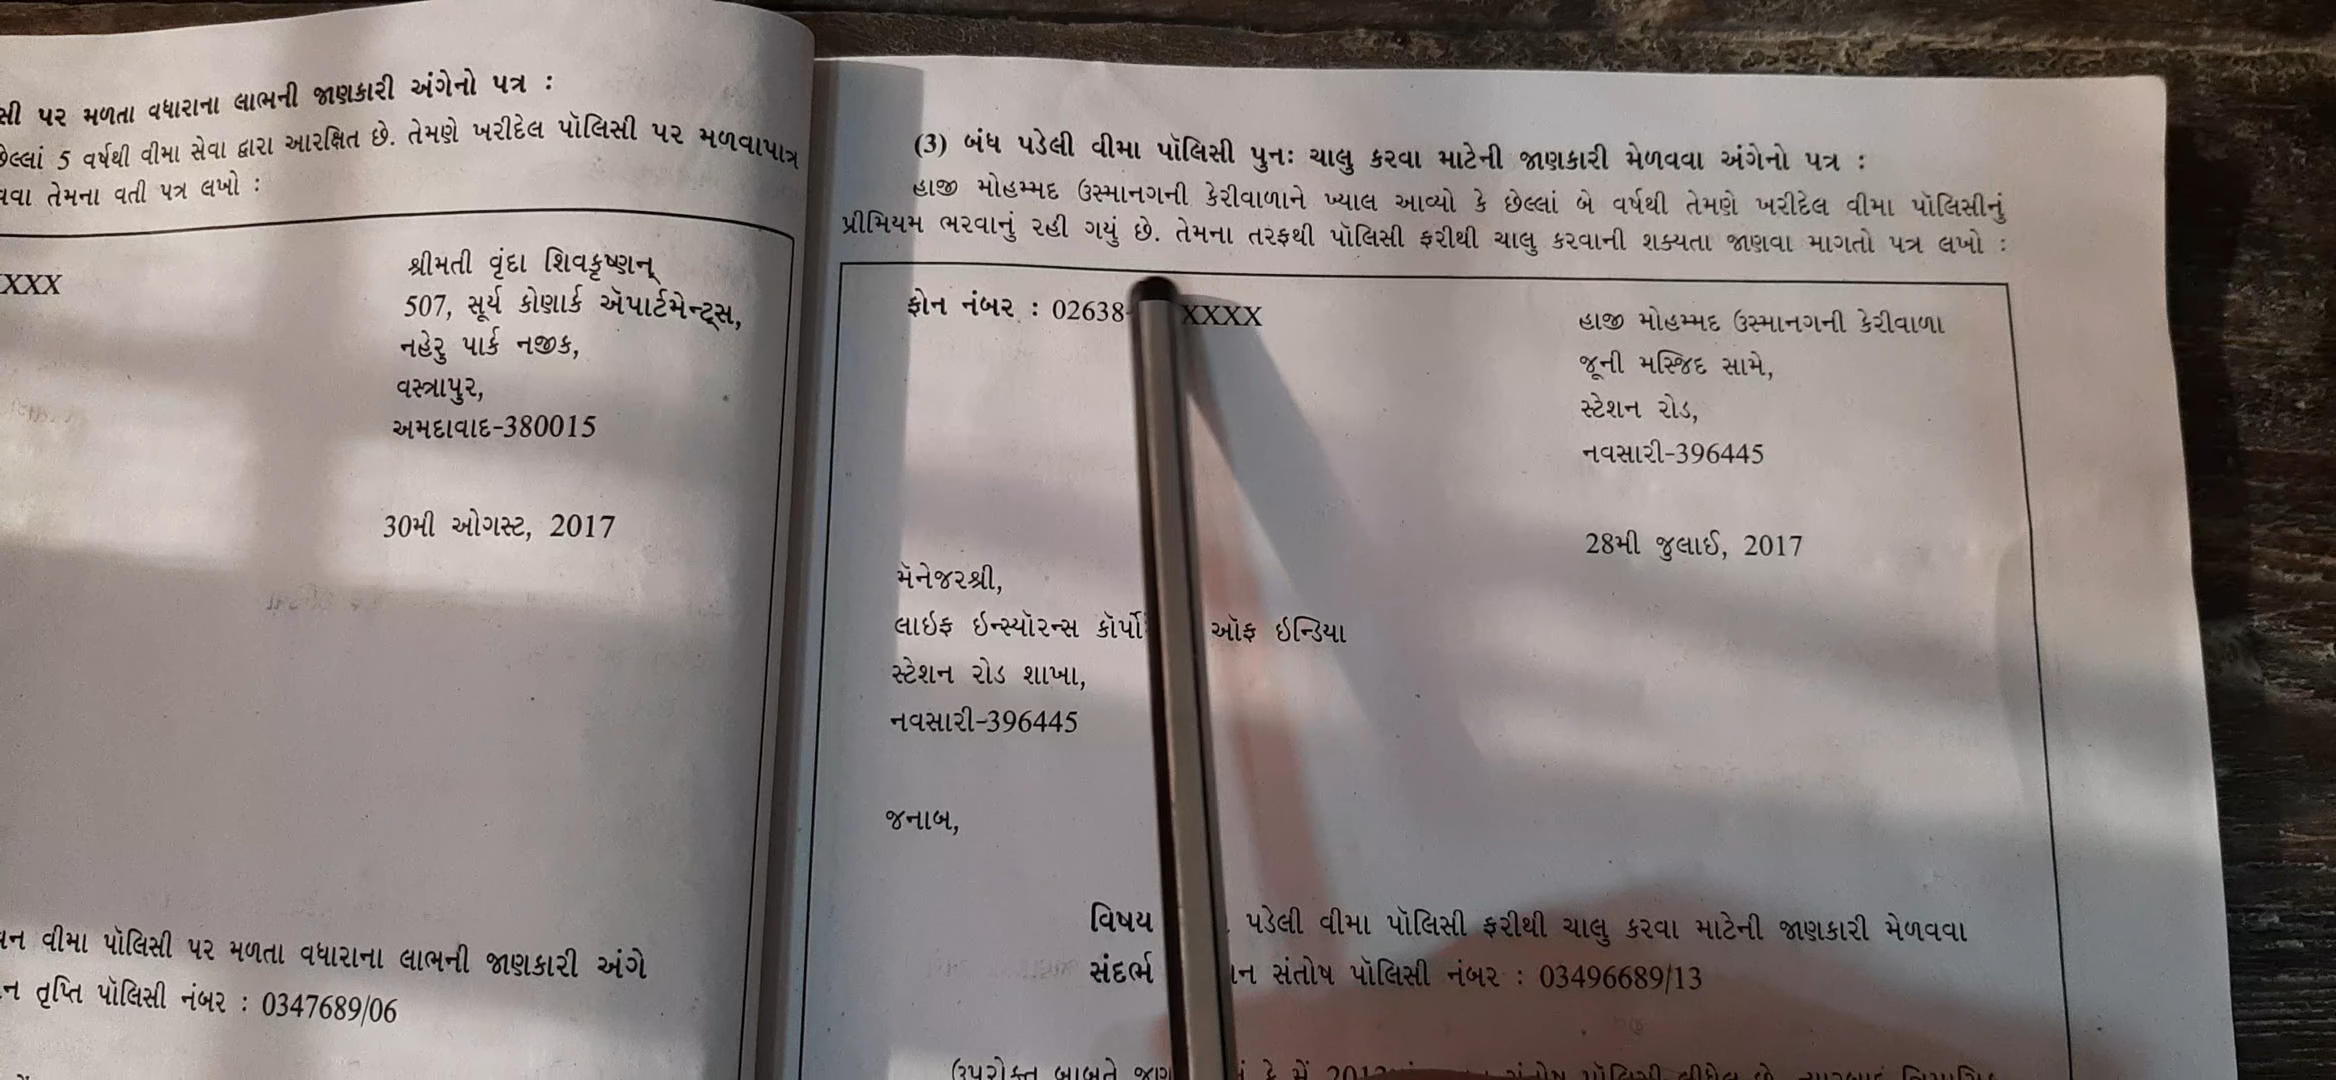 પર મળતા વધારાના લાભની જાણકારી અંગેનો પત્ર :
5 વર્ષથી વીમા સેવા દ્વારા આરક્ષિત છે. તેમણે ખરીદેલ પૉલિસી પર મળવાપાત્ર
તેમના વતી પત્ર લખો :
XXX
શ્રીમતી વૃંદા શિવકૃષ્ણન્
507, સૂર્ય કોણાર્ક ઍપાર્ટમેન્ટ્સ,
નહેરુ પાર્ક નજીક,
વસ્ત્રાપુર,
અમદાવાદ-380015
30મી ઓગસ્ટ, 2017
વીમા પૉલિસી પર મળતા વધારાના લાભની જાણકારી અંગે
તૃપ્તિ પૉલિસી નંબર : 0347689/06
(3) બંધ પડેલી વીમા પૉલિસી પુનઃ ચાલુ કરવા માટેની જાણકારી મેળવવા અંગેનો પત્ર :
હાજી મોહમ્મદ ઉસ્માનગની કેરીવાળાને ખ્યાલ આવ્યો કે છેલ્લાં બે વર્ષથી તેમણે ખરીદેલ વીમા પૉલિસીનું
પ્રીમિયમ ભરવાનું રહી ગયું છે. તેમના તરફથી પૉલિસી ફરીથી ચાલુ કરવાની શક્યતા જાણવા માગતો પત્ર લખો :
ફોન નંબર : 02638- XXXX
હાજી મોહમ્મદ ઉસ્માનગની કેરીવાળા
જૂની મસ્જિદ સામે,
સ્ટેશન રોડ,
નવસારી-396445
28મી જુલાઈ, 2017
મૅનેજરશ્રી,
લાઇફ ઇન્સ્યૉરન્સ ઑફ ઇન્ડિયા
સ્ટેશન રોડ શાખા,
નવસારી-396445
જનાબ,
વિષય પડેલી વીમા પૉલિસી ફરીથી ચાલુ કરવા માટેની જાણકારી મેળવવા
સંદર્ભ સંતોષ પૉલિસી નંબર : 03496689/13
ઉપરોક્ત બાબતે